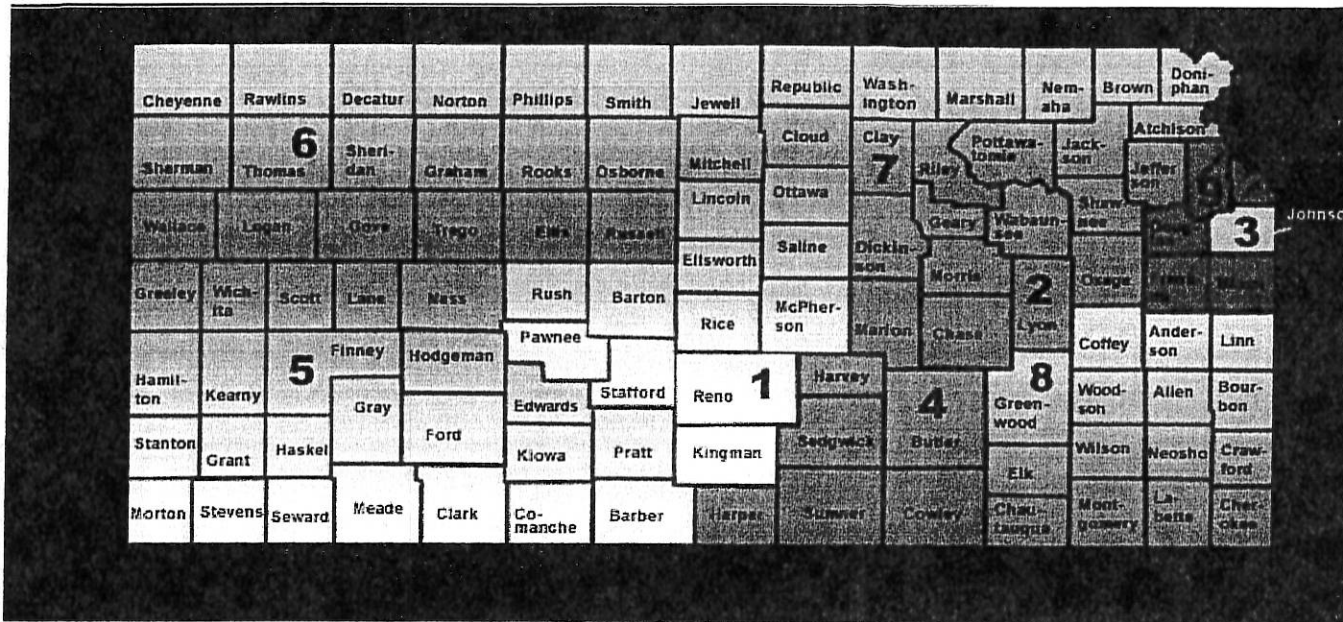 Cheyenne Rawlins Decatur Norton Phillips Smith Jewell Republic Wash-
ington Marshall Nem-
aha Brown Doni-
phan
Sherman 6
Thomas Sheri-
dan Graham Rooks Osborne Mitchell Cloud Clay
7 Riley Pottawa-
tomie Jack-
son Atchison Jeffer
son 9
Wallace Logan Gove Trego Ellis Russell Lincoln Ottawa Dickin-
son Geary Wabaun-
see Shaw-
nee 3 Johnso
Greeley Wich-
ita Scott Lane Ness Rush Barton Ellsworth Saline Morris 2
Lyon Osage
Hamil-
ton Kearny 5 Finney Hodgeman Pawnee Stafford Rice McPher-
son Marion Chase Coffey Ander-
son Linn
Stanton Grant Haskel Gray Ford Edwards Kiowa Pratt Reno 1 Harvey 4
Butler 8
Green-
wood Wood-
son Allen Bour-
bon
Kingman Sedgwick Elk Wilson Neosho Craw-
ford
Morton Stevens Seward Meade Clark Co-
manche Barber Harper Sumner Cowley Chau-
tauqua Mont-
gomery La-
bette Cher-
okee